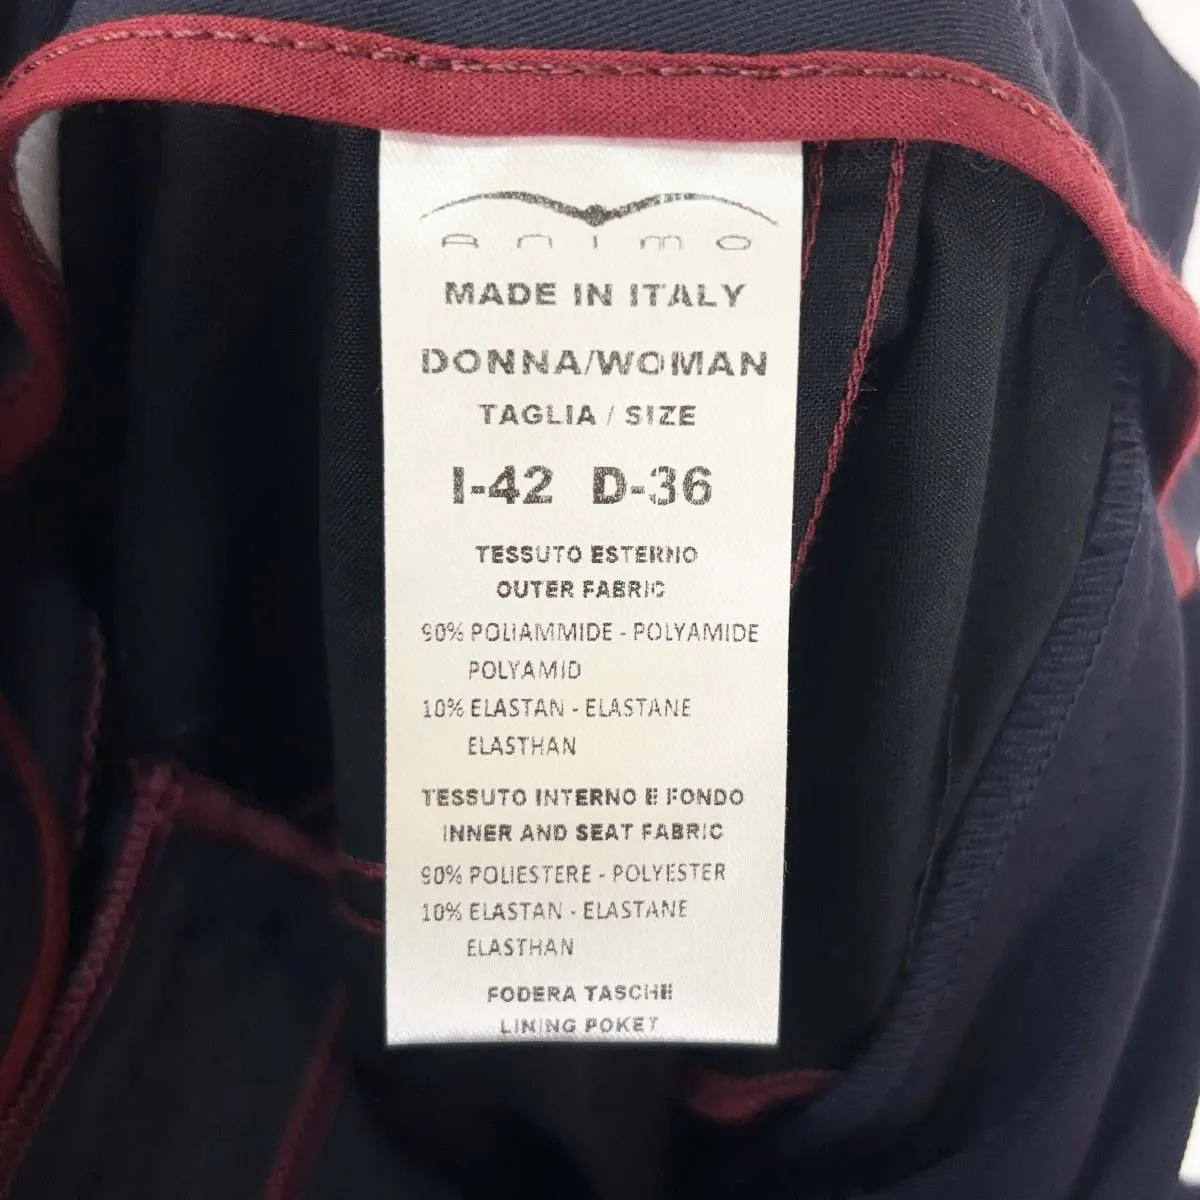 ANIMO
MADE IN ITALY
DONNA/WOMAN
TAGLIA / SIZE
I-42 D-36
TESSUTO ESTERNO
OUTER FABRIC
90% POLIAMMIDE - POLYAMIDE
POLYAMID
10% ELASTAN - ELASTANE
ELASTHAN
TESSUTO INTERNO E FONDO
INNER AND SEAT FABRIC
90% POLIESTERE - POLYESTER
10% ELASTAN - ELASTANE
ELASTHAN
FODERA TASCHE
LINING POKET